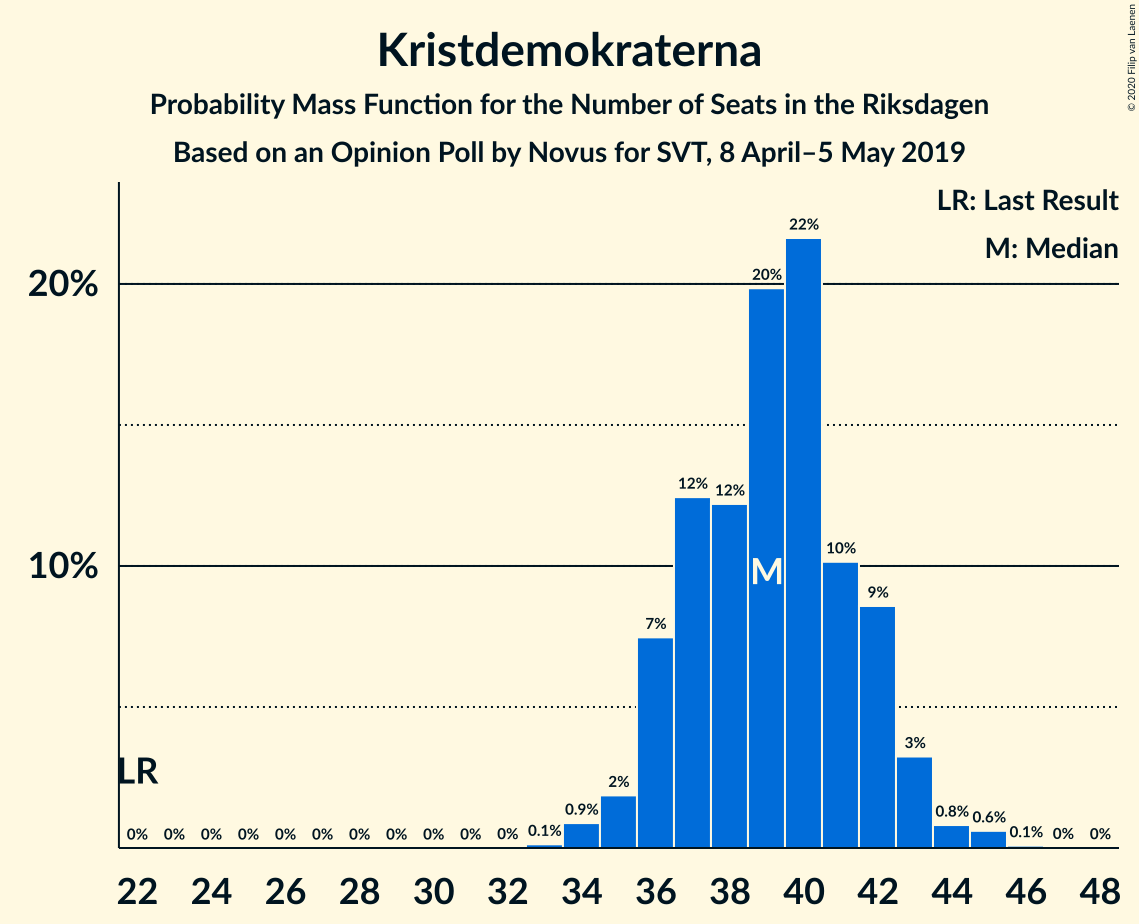 Kristdemokraterna
Probability Mass Function for the Number of Seats in the Riksdagen
Based on an Opinion Poll by Novus for SVT, 8 April–5 May 2019
© 2020 Filip van Laenen
LR: Last Result
M: Median
20%
10%
22%
20%
12%
12%
10%
9%
7%
3%
2%
0.9%
0.8%
0.6%
0% 0% 0% 0% 0% 0% 0% 0% 0% 0% 0% 0.1% 0.1% 0% 0%
M
LR
22 24 26 28 30 32 34 36 38 40 42 44 46 48